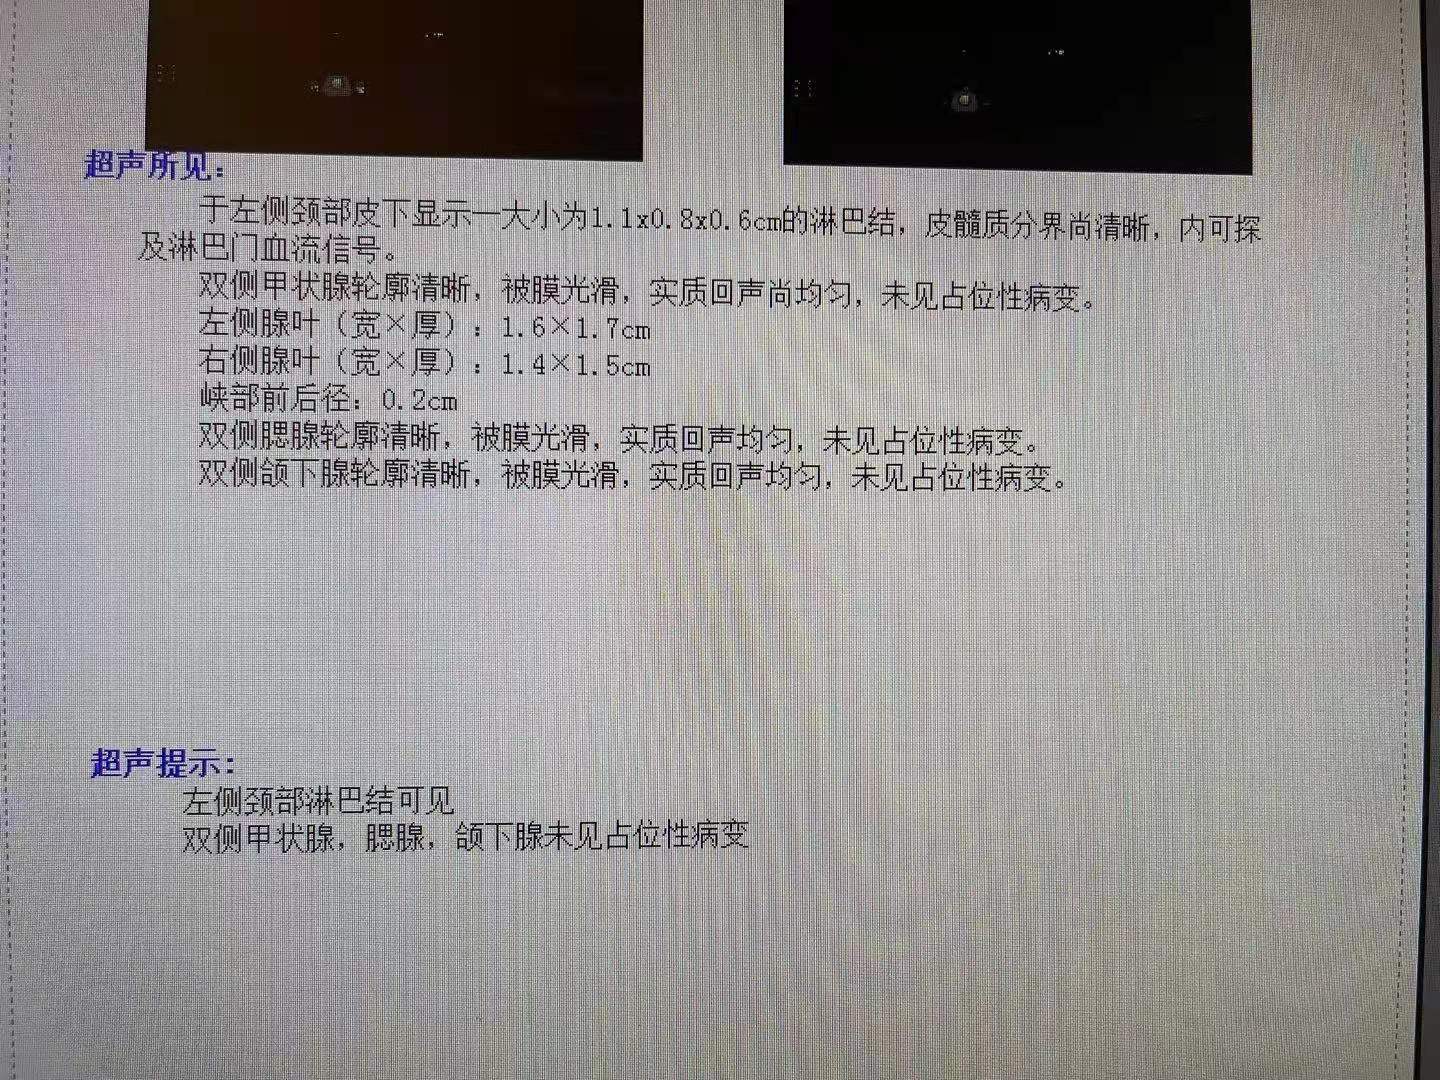 超声所见：
于左侧颈部皮下显示一大小为1.1x0.8x0.6cm的淋巴结，皮髓质分界尚清晰，内可探
及淋巴门血流信号。
双侧甲状腺轮廓清晰，被膜光滑，实质回声尚均匀，未见占位性病变。
左侧腺叶（宽×厚）：1.6×1.7cm
右侧腺叶（宽×厚）：1.4×1.5cm
峡部前后径：0.2cm
双侧腮腺轮廓清晰，被膜光滑，实质回声均匀，未见占位性病变。
双侧颌下腺轮廓清晰，被膜光滑，实质回声均匀，未见占位性病变。
超声提示：
左侧颈部淋巴结可见
双侧甲状腺，腮腺，颌下腺未见占位性病变